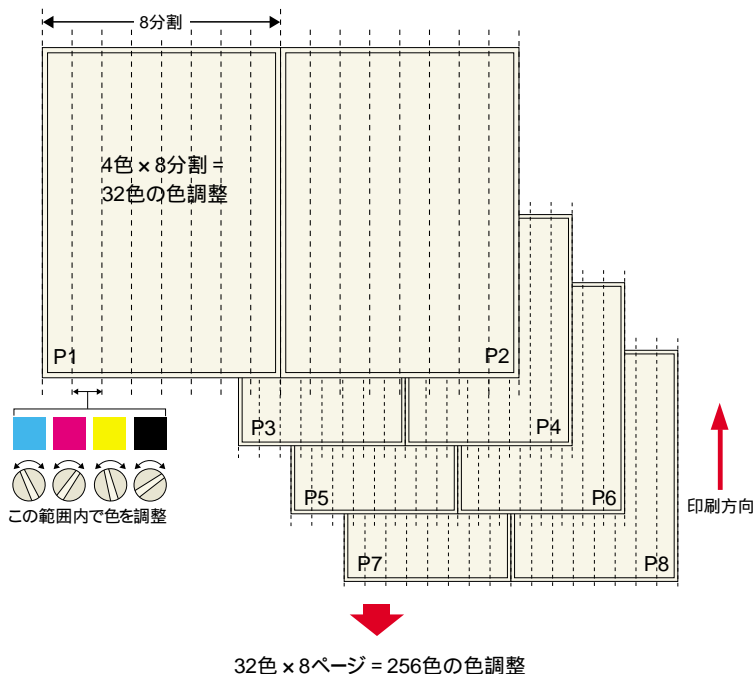 8分割
4色×8分割=
32色の色調整
P1
P2
P3
P4
P5
P6
P7
P8
この範囲内で色を調整
印刷方向
32色×8ページ=256色の色調整